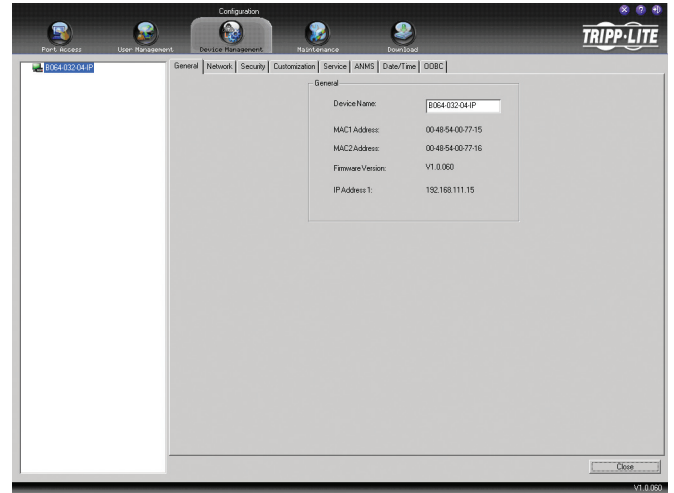 Configuration
Port Access User Management Device Management Maintenance Download
TRIPP·LITE
B064-032-04-IP
General Network Security Customization Service ANMS Date/Time OOBC
General
Device Name: B064-032-04-IP
MAC1 Address: 00-48-54-00-77-15
MAC2 Address: 00-48-54-00-77-16
Firmware Version: V1.0.060
IP Address 1: 192.168.111.15
Close
V1.0.060